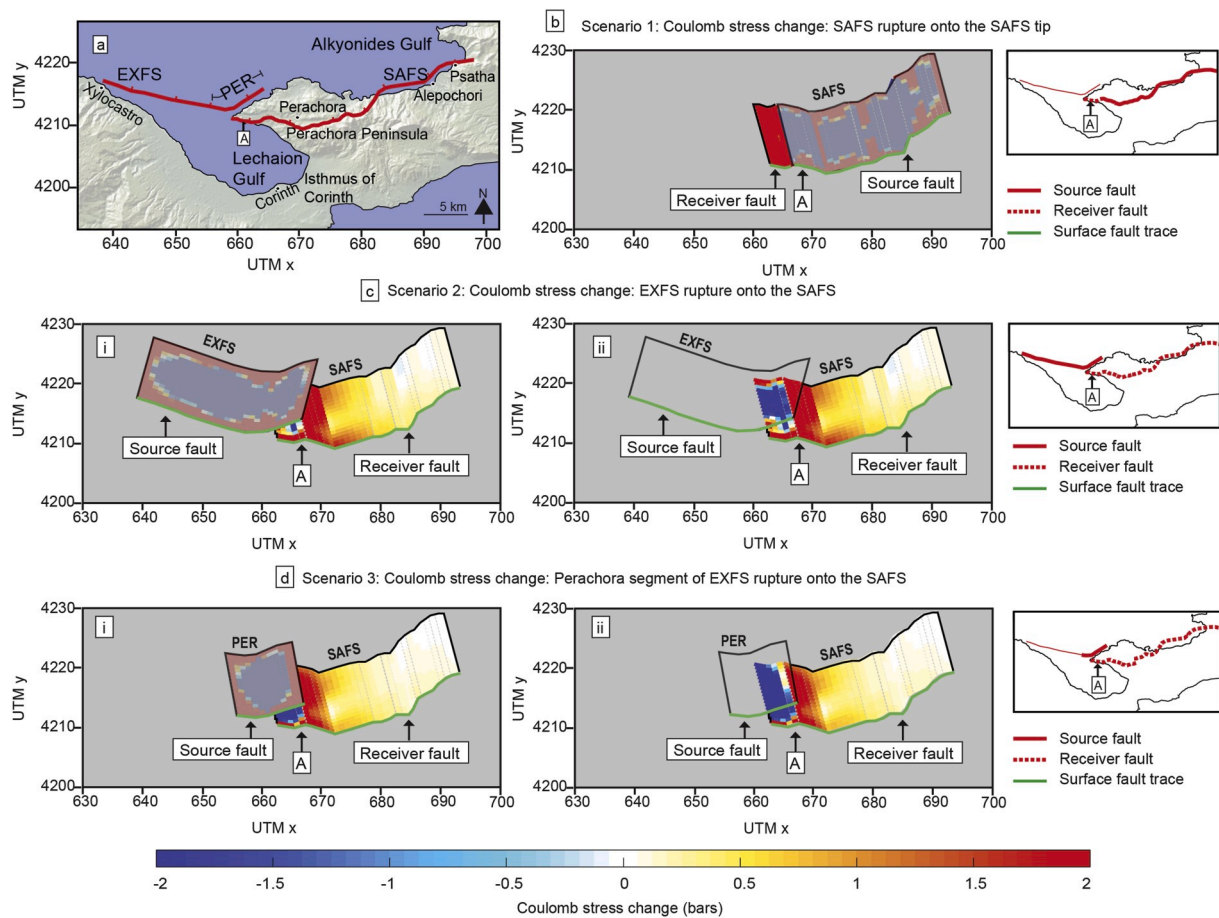 a
Alkyonides Gulf
EXFS
PER
SAFS
Psatha
Alepochori
Xylocastro
Perachora
A
Perachora Peninsula
Lechaion
Gulf
Isthmus of
Corinth
Corinth
5 km
N
UTM y
4220
4210
4200
640 650 660 670 680 690 700
UTM x
b Scenario 1: Coulomb stress change: SAFS rupture onto the SAFS tip
UTM y
4230
4220
4210
4200
SAFS
Receiver fault
A
Source fault
630 640 650 660 670 680 690 700
UTM x
A
Source fault
Receiver fault
Surface fault trace
c Scenario 2: Coulomb stress change: EXFS rupture onto the SAFS
UTM y
4230
4220
4210
4200
i
EXFS
SAFS
Source fault
A
Receiver fault
630 640 650 660 670 680 690 700
UTM x
UTM y
4230
4220
4210
4200
ii
EXFS
SAFS
Source fault
A
Receiver fault
630 640 650 660 670 680 690 700
UTM x
A
Source fault
Receiver fault
Surface fault trace
d Scenario 3: Coulomb stress change: Perachora segment of EXFS rupture onto the SAFS
UTM y
4230
4220
4210
4200
i
PER
SAFS
Source fault
A
Receiver fault
630 640 650 660 670 680 690 700
UTM x
UTM y
4230
4220
4210
4200
ii
PER
SAFS
Source fault
A
Receiver fault
630 640 650 660 670 680 690 700
UTM x
A
Source fault
Receiver fault
Surface fault trace
-2 -1.5 -1 -0.5 0 0.5 1 1.5 2
Coulomb stress change (bars)